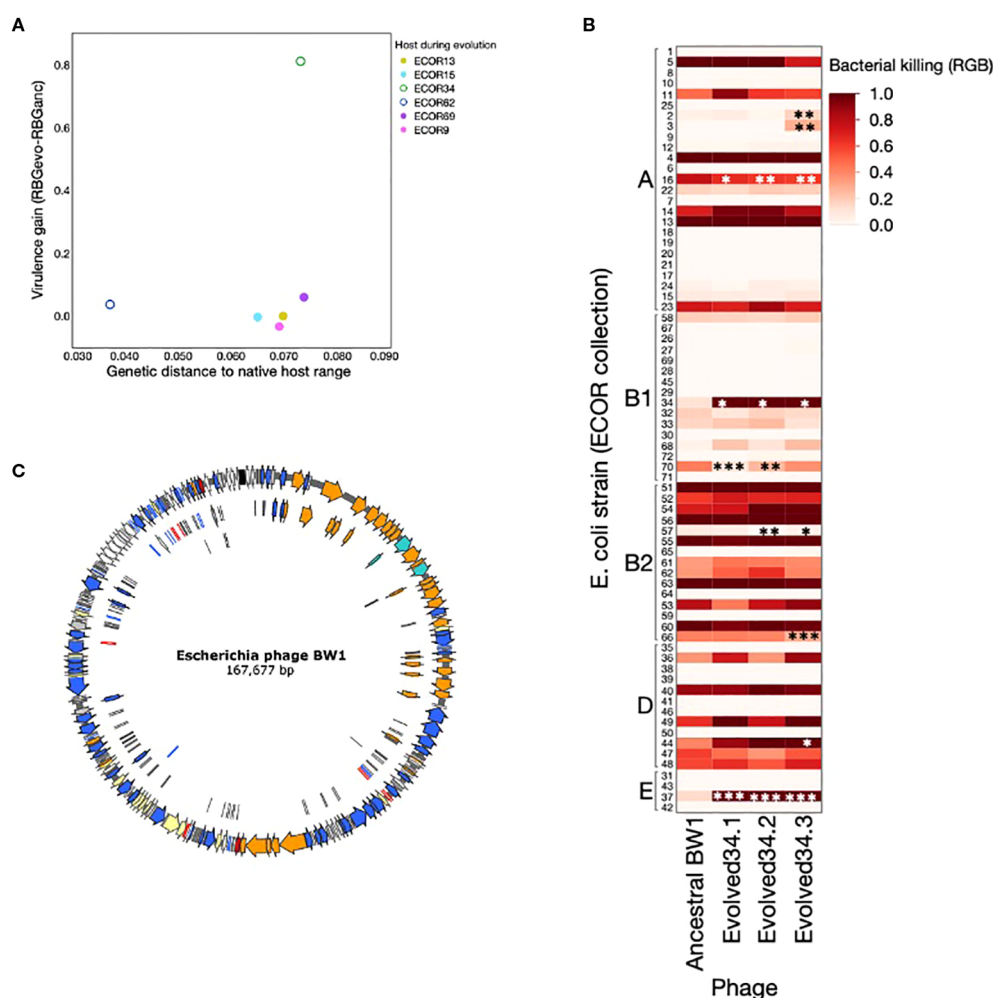 A
Host during evolution
ECOR13
ECOR15
ECOR34
ECOR62
ECOR69
ECOR9
Virulence gain (RBGevo-RBGanc)
0.8
0.6
0.4
0.2
0.0
0.030 0.040 0.050 0.060 0.070 0.080 0.090
Genetic distance to native host range
B
Bacterial killing (RGB)
1.0
0.8
0.6
0.4
0.2
0.0
E. coli strain (ECOR collection)
A
1
5
8
10
11
25
2 **
3 **
9
12
4
6
16 * ** **
22
7
14
13
18
19
20
21
17
24
15
23
B1
58
67
26
27
69
28
45
29
34 * * *
32
33
30
68
72
70 *** **
71
B2
51
52
54
56
57 ** *
55
65
61
62
63
64
53
59
60
66 ***
D
35
36
38
39
40
41
46
49
50
44 *
47
48
E
31
43
37 *** *** ***
42
Ancestral BW1
Evolved34.1
Evolved34.2
Evolved34.3
Phage
C
Escherichia phage BW1
167,677 bp